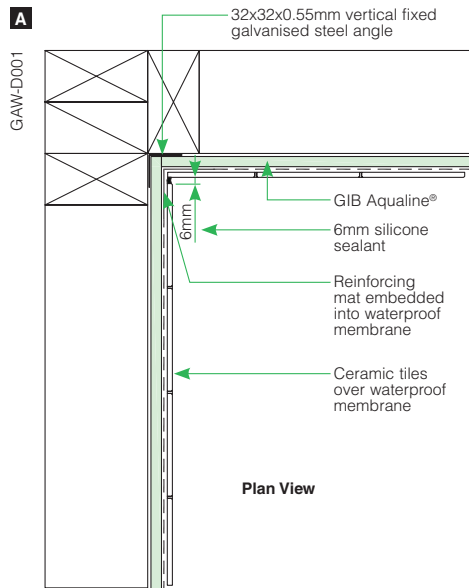 A
32x32x0.55mm vertical fixed
galvanised steel angle
GAW-D001
GIB Aqualine®
6mm
6mm silicone
sealant
Reinforcing
mat embedded
into waterproof
membrane
Ceramic tiles
over waterproof
membrane
Plan View